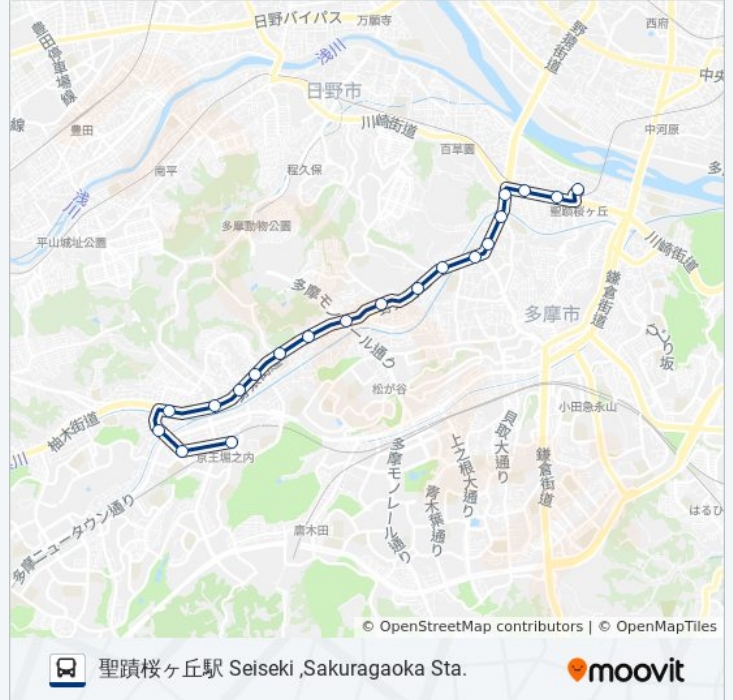 日野バイパス
万願寺
西府
豊田停車場線
浅川
野猿街道
日野市
中央
線
豊田
川崎街道
中河原
百草園
南平
程久保
多
浅川
聖蹟桜ヶ丘
平山城址公園
多摩動物公園
川崎街道
鎌倉街道
多摩モノレール通り
多摩市
松が谷
小田急永山
柚木街道
貝取大通り
川
京王堀之内
上之根大通り
鎌倉街道
多摩モノレール通り
青木葉通り
多摩ニュータウン通り
唐木田
はるひ
© OpenStreetMap contributors | © OpenMapTiles
聖蹟桜ヶ丘駅 Seiseki ,Sakuragaoka Sta.
moovit